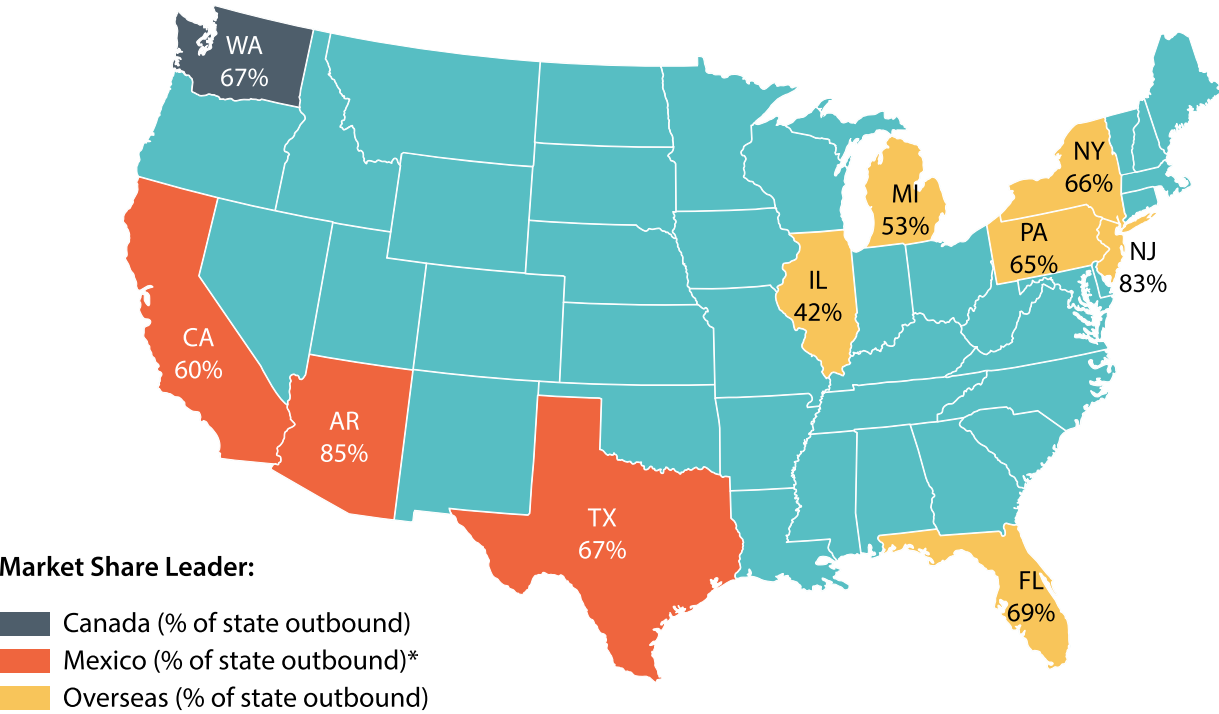 WA
67%
NY
66%
MI
53%
PA
65%
NJ
83%
IL
42%
CA
60%
AR
85%
TX
67%
FL
69%
Market Share Leader:
Canada (% of state outbound)
Mexico (% of state outbound)*
Overseas (% of state outbound)